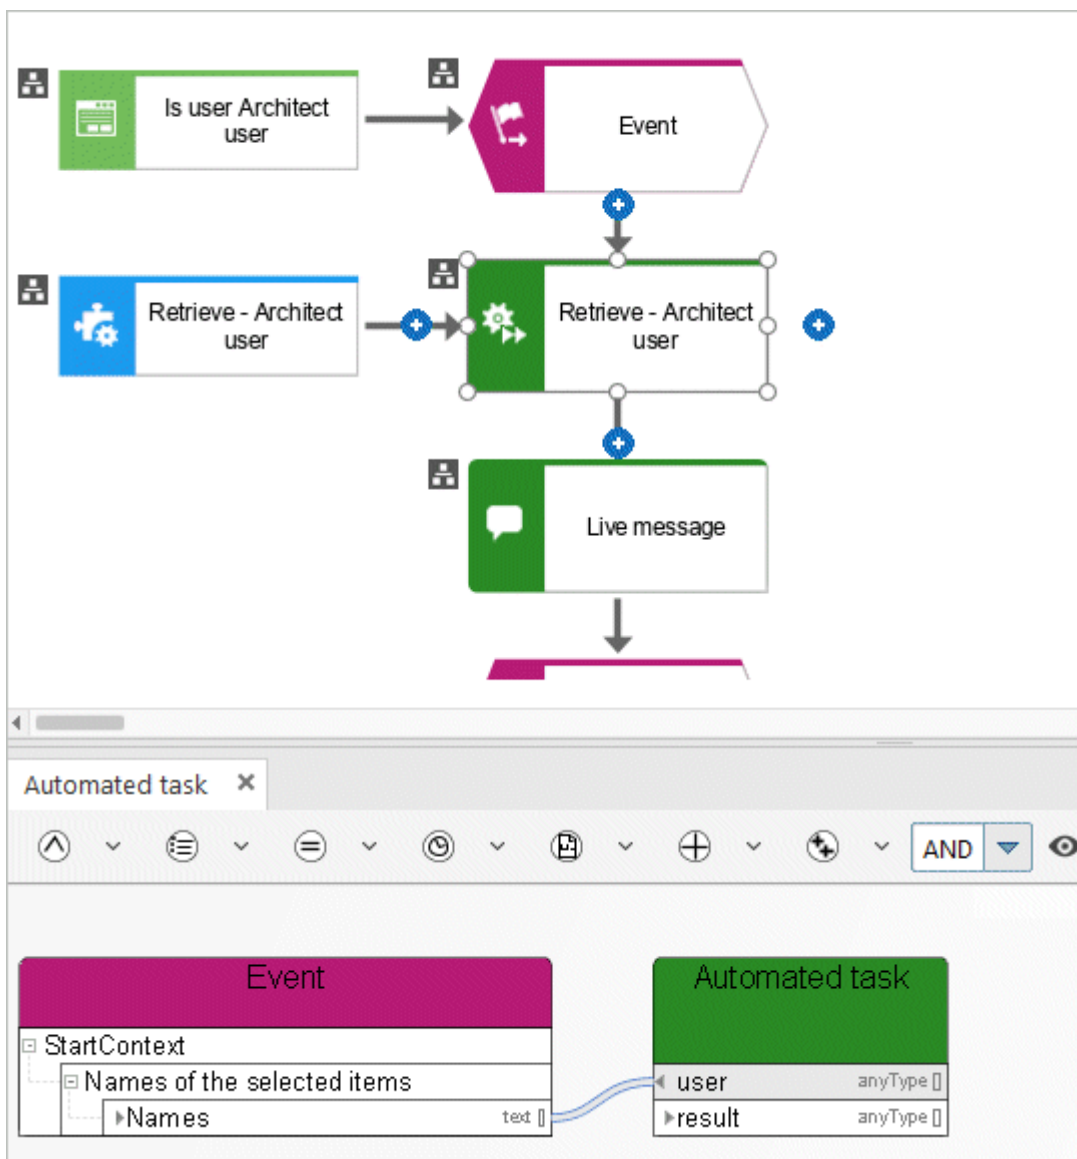 Is user Architect
user
Event
Retrieve - Architect
user
Retrieve - Architect
user
Live message
Automated task
AND
Event
StartContext
Names of the selected items
Names text []
Automated task
user anyType []
result anyType []